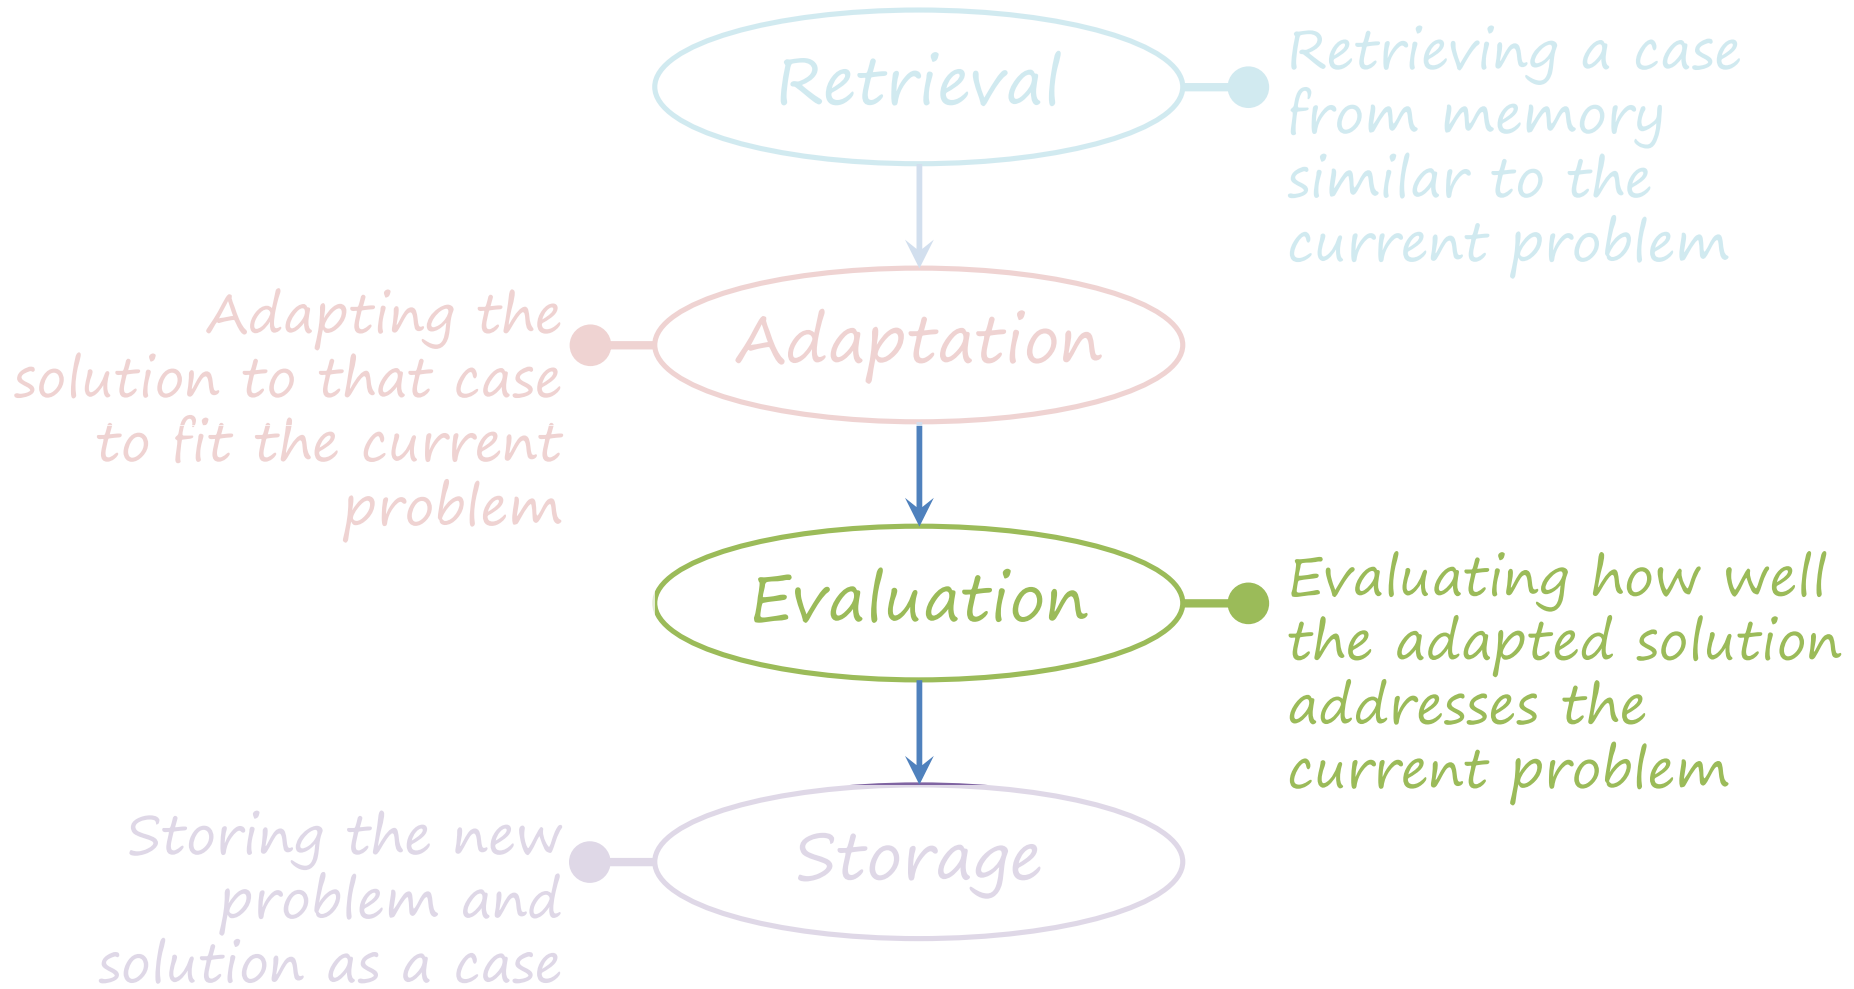 Retrieval
Retrieving a case
from memory
similar to the
current problem
Adaptation
Adapting the
solution to that case
to fit the current
problem
Evaluation
Evaluating how well
the adapted solution
addresses the
current problem
Storage
Storing the new
problem and
solution as a case